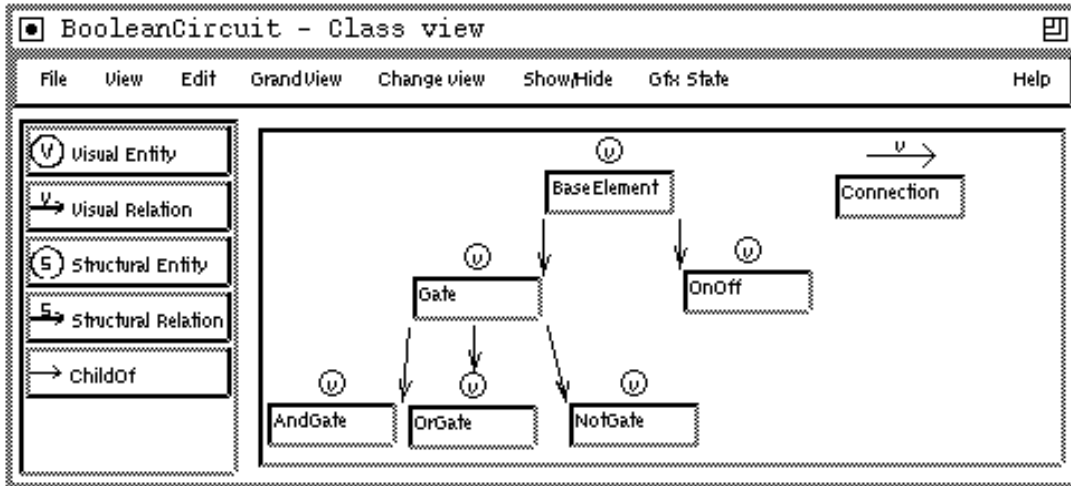 BooleanCircuit - Class view
File View Edit GrandView Change view Show/Hide Gfx State Help
V Visual Entity
V Visual Relation
S Structural Entity
S Structural Relation
ChildOf
V
BaseElement
V
Connection
V
Gate
V
OnOff
V
AndGate
V
OrGate
V
NotGate